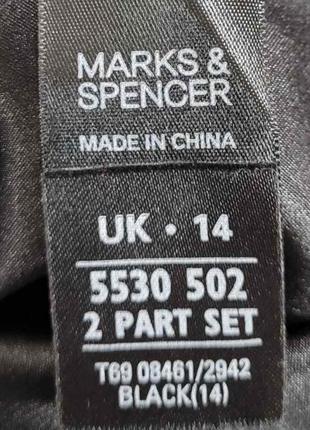 MARKS &
SPENCER
MADE IN CHINA
UK · 14
5530 502
2 PART SET
T69 08461/2942
BLACK(14)